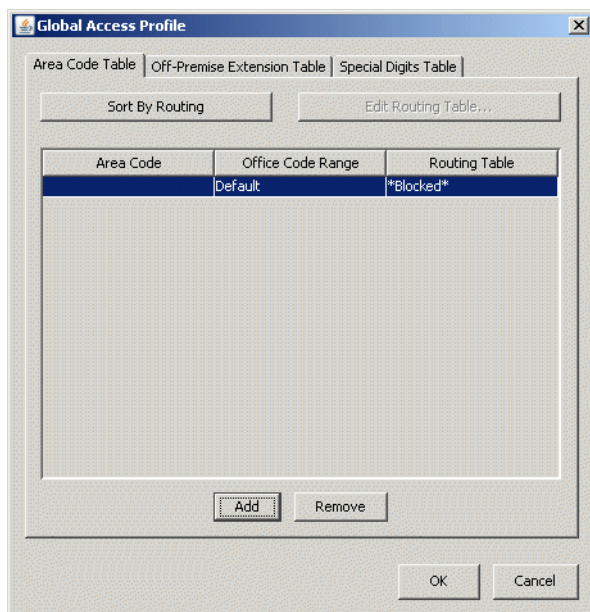 Global Access Profile
Area Code Table Off-Premise Extension Table Special Digits Table
Sort By Routing Edit Routing Table...
Area Code Office Code Range Routing Table
Default *Blocked*
Add Remove
OK Cancel